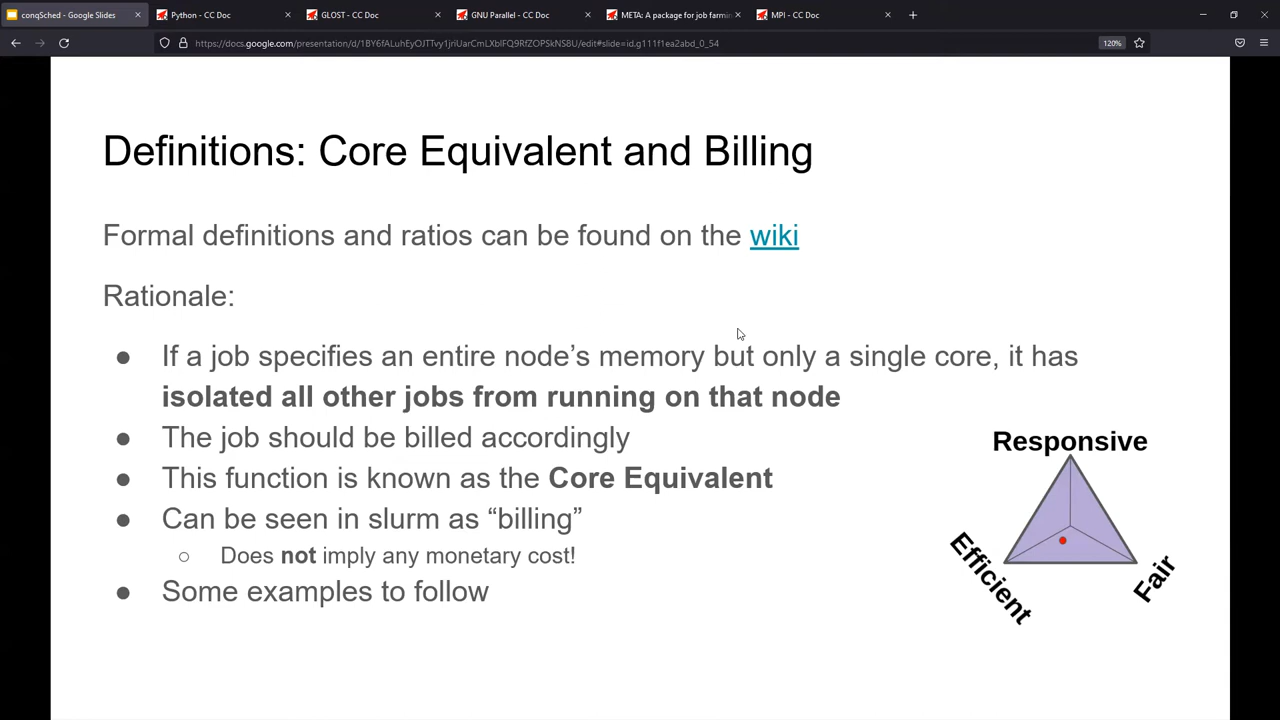 conqSched - Google Slides
Python - CC Doc
GLOST - CC Doc
GNU Parallel - CC Doc
META: A package for job farmin
MPI - CC Doc
https://docs.google.com/presentation/d/1BY6fALuhEyOJTTvy1jriUarCmLXblFQ9RfZOPSkNS8U/edit#slide=id.g111f1ea2abd_0_54
120%
Definitions: Core Equivalent and Billing
Formal definitions and ratios can be found on the wiki
Rationale:
● If a job specifies an entire node’s memory but only a single core, it has
isolated all other jobs from running on that node
● The job should be billed accordingly
● This function is known as the Core Equivalent
● Can be seen in slurm as “billing”
○ Does not imply any monetary cost!
● Some examples to follow
Responsive
Efficient
Fair